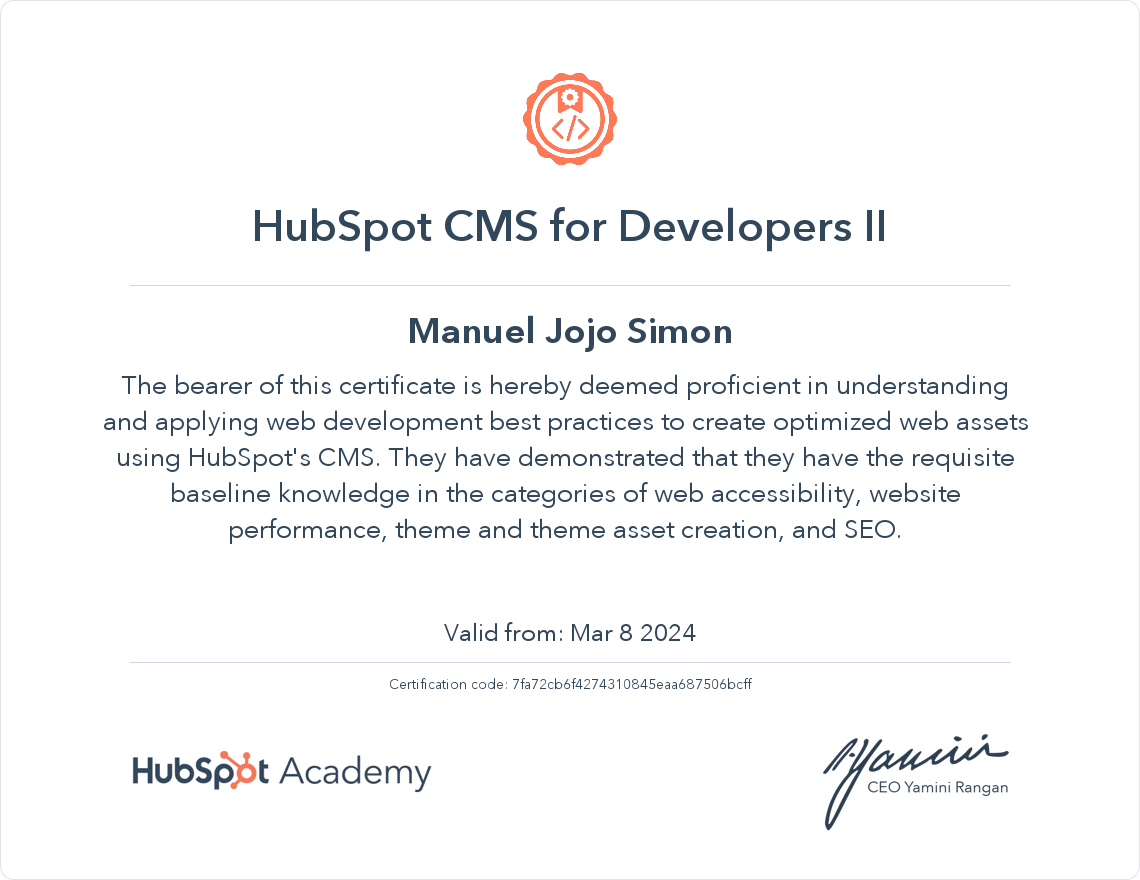 HubSpot CMS for Developers II
Manuel Jojo Simon
The bearer of this certificate is hereby deemed proficient in understanding
and applying web development best practices to create optimized web assets
using HubSpot's CMS. They have demonstrated that they have the requisite
baseline knowledge in the categories of web accessibility, website
performance, theme and theme asset creation, and SEO.
Valid from: Mar 8 2024
Certification code: 7fa72cb6f4274310845eaa687506bcff
HubSpot Academy
CEO Yamini Rangan